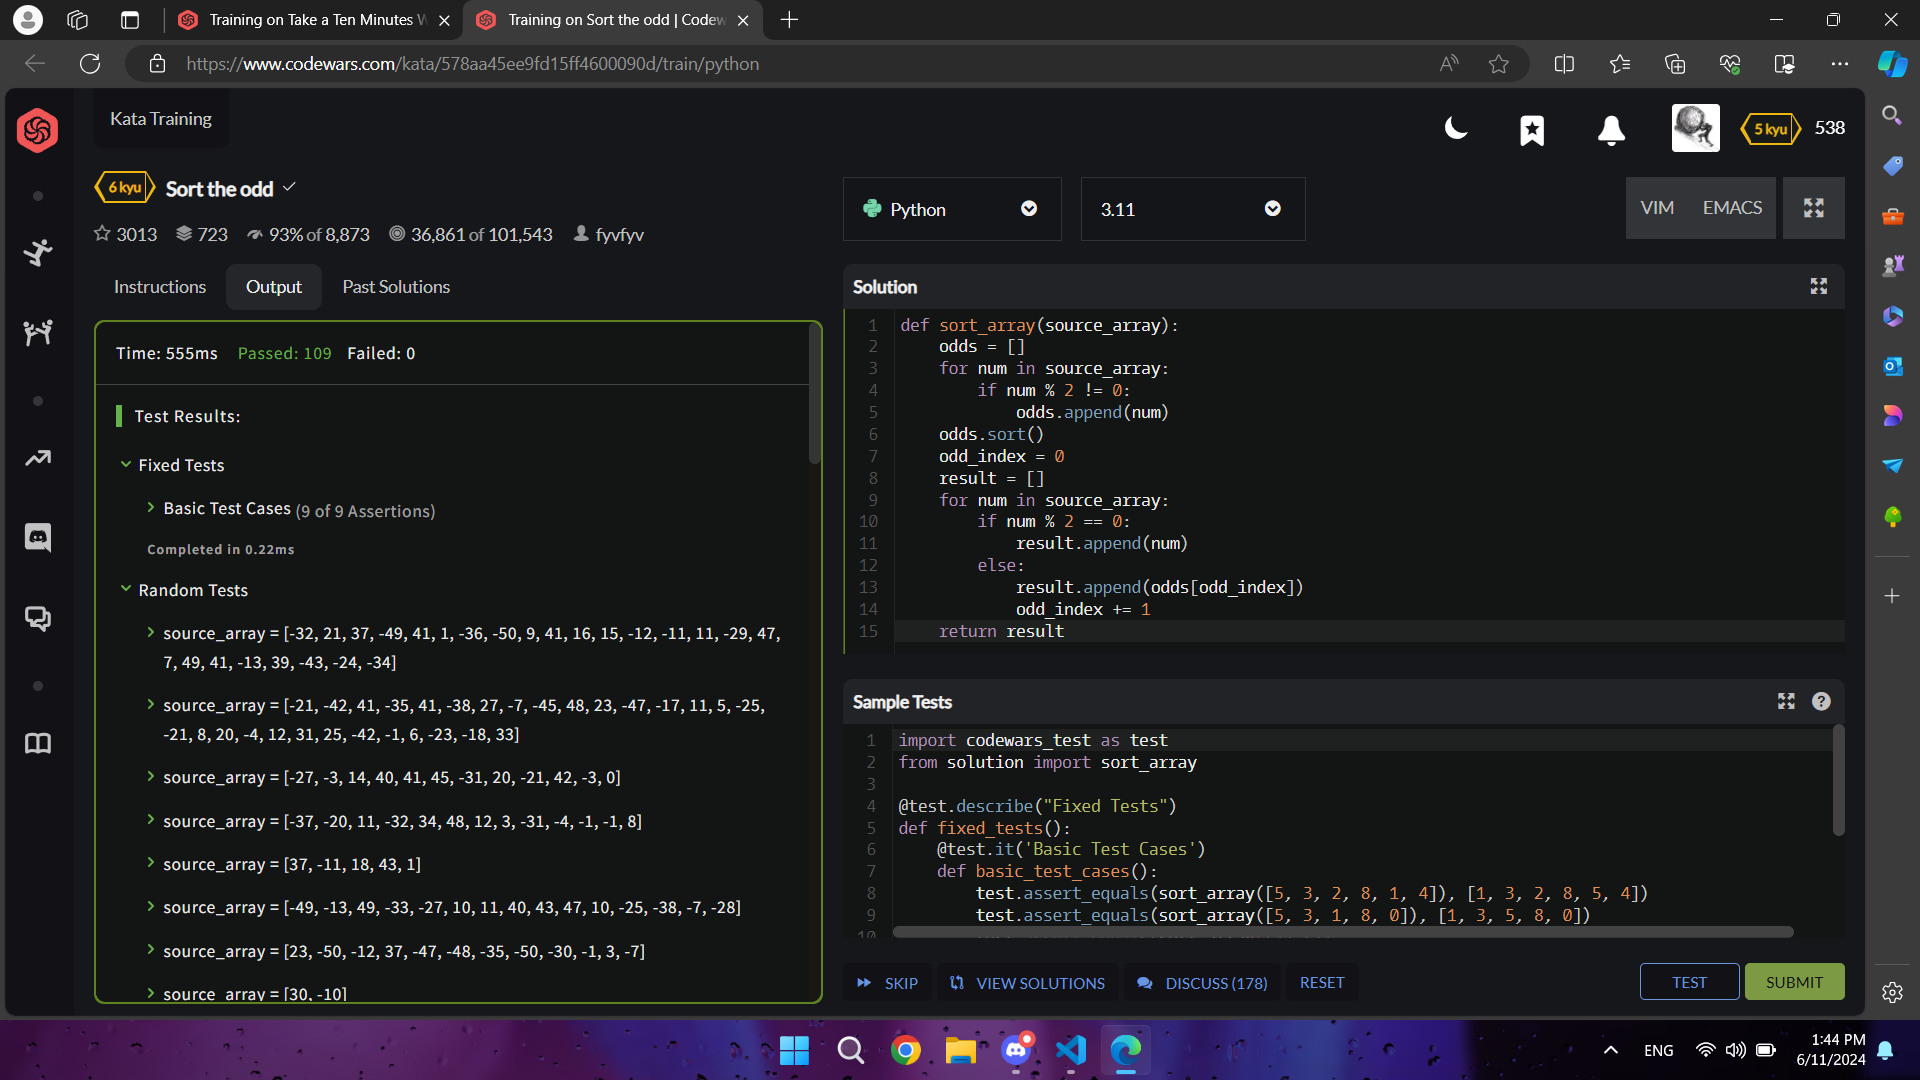 Training on Take a Ten Minutes W
Training on Sort the odd | Codew
https://www.codewars.com/kata/578aa45ee9fd15ff4600090d/train/python
Kata Training
5 kyu
538
6 kyu
Sort the odd
3013
723
93% of 8,873
36,861 of 101,543
fyvfyv
Python
3.11
VIM
EMACS
Instructions
Output
Past Solutions
Time: 555ms Passed: 109 Failed: 0
Test Results:
Fixed Tests
Basic Test Cases (9 of 9 Assertions)
Completed in 0.22ms
Random Tests
source_array = [-32, 21, 37, -49, 41, 1, -36, -50, 9, 41, 16, 15, -12, -11, 11, -29, 47,
7, 49, 41, -13, 39, -43, -24, -34]
source_array = [-21, -42, 41, -35, 41, -38, 27, -7, -45, 48, 23, -47, -17, 11, 5, -25,
-21, 8, 20, -4, 12, 31, 25, -42, -1, 6, -23, -18, 33]
source_array = [-27, -3, 14, 40, 41, 45, -31, 20, -21, 42, -3, 0]
source_array = [-37, -20, 11, -32, 34, 48, 12, 3, -31, -4, -1, -1, 8]
source_array = [37, -11, 18, 43, 1]
source_array = [-49, -13, 49, -33, -27, 10, 11, 40, 43, 47, 10, -25, -38, -7, -28]
source_array = [23, -50, -12, 37, -47, -48, -35, -50, -30, -1, 3, -7]
source_array = [30, -10]
Solution
1 def sort_array(source_array):
2     odds = []
3     for num in source_array:
4         if num % 2 != 0:
5             odds.append(num)
6     odds.sort()
7     odd_index = 0
8     result = []
9     for num in source_array:
10         if num % 2 == 0:
11             result.append(num)
12         else:
13             result.append(odds[odd_index])
14             odd_index += 1
15     return result
Sample Tests
1 import codewars_test as test
2 from solution import sort_array
3
4 @test.describe("Fixed Tests")
5 def fixed_tests():
6     @test.it('Basic Test Cases')
7     def basic_test_cases():
8         test.assert_equals(sort_array([5, 3, 2, 8, 1, 4]), [1, 3, 2, 8, 5, 4])
9         test.assert_equals(sort_array([5, 3, 1, 8, 0]), [1, 3, 5, 8, 0])
10
SKIP
VIEW SOLUTIONS
DISCUSS (178)
RESET
TEST
SUBMIT
ENG
1:44 PM
6/11/2024